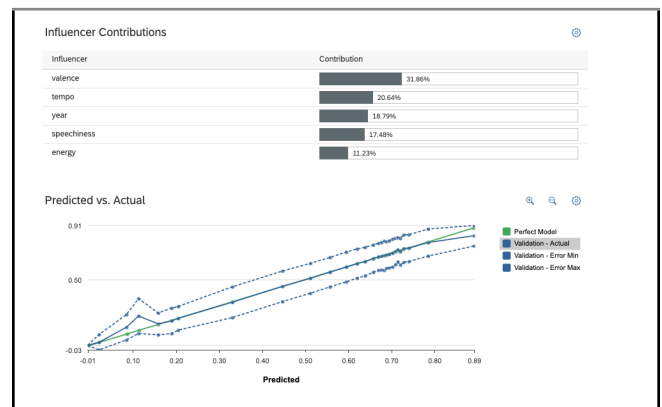 Influencer Contributions
Influencer Contribution
valence 31.86%
tempo 20.64%
year 18.79%
speechiness 17.48%
energy 11.23%
Predicted vs. Actual
0.91
0.50
-0.03
-0.01 0.10 0.20 0.30 0.40 0.50 0.60 0.70 0.80 0.89
Predicted
Perfect Model
Validation - Actual
Validation - Error Min
Validation - Error Max